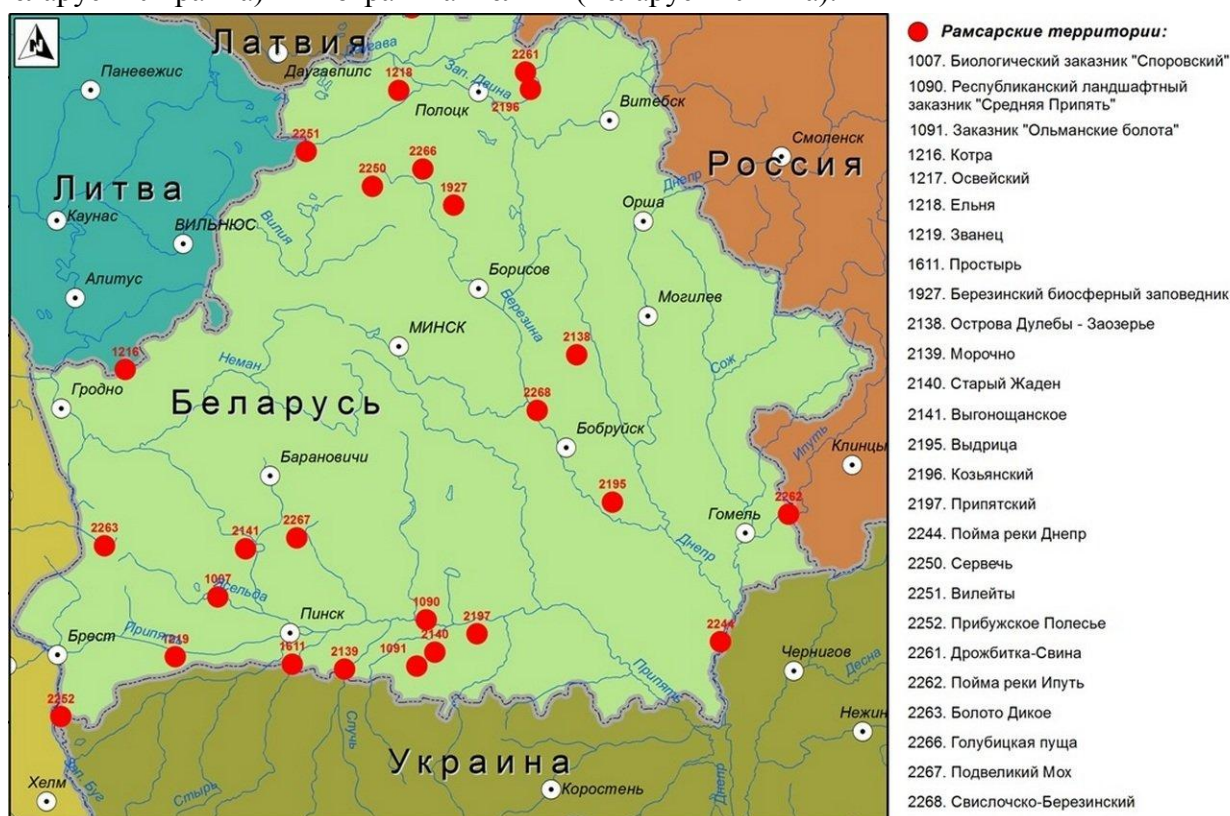 Латвия
Даугава
Даугавпилс
Паневежис
1218
2261
Зап. Двина
Полоцк
2196
Витебск
2251
Смоленск
Россия
2266
2250
1927
Днепр
Литва
Каунас
ВИЛЬНЮС
Вилия
Орша
Алитус
Борисов
Березина
Могилев
МИНСК
2138
1216
Неман
Сож
Гродно
Беларусь
2268
Бобруйск
Ипуть
Клинцы
Барановичи
2195
2262
Гомель
2263
2141
2267
Днепр
1007
Ясельда
Пинск
1090
2197
Брест
Припять
1219
2140
2244
1611
2139
1091
Чернигов
Припять
Десна
2252
Случь
Нежин
Украина
Зап. Буг
Хелм
Стырь
Коростень
Днепр
Рамсарские территории:
1007. Биологический заказник "Споровский"
1090. Республиканский ландшафтный
заказник "Средняя Припять"
1091. Заказник "Ольманские болота"
1216. Котра
1217. Освейский
1218. Ельня
1219. Званец
1611. Простырь
1927. Березинский биосферный заповедник
2138. Острова Дулебы - Заозерье
2139. Морочно
2140. Старый Жаден
2141. Выгонощанское
2195. Выдрица
2196. Козьянский
2197. Припятский
2244. Пойма реки Днепр
2250. Сервечь
2251. Вилейты
2252. Прибужское Полесье
2261. Дрожбитка-Свина
2262. Пойма реки Ипуть
2263. Болото Дикое
2266. Голубицкая пуща
2267. Подвеликий Мох
2268. Свислочско-Березинский